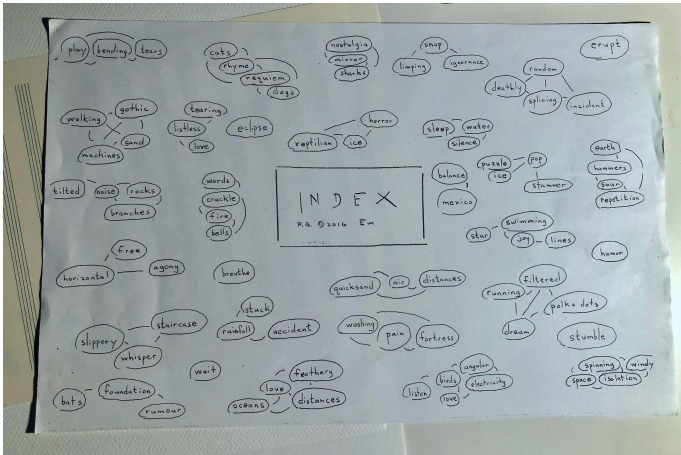 play bending tears
cats
rhyme
requiem
dogs
nostalgia
mirror
sharks
snap
limping ignorance
erupt
random
deathly
splicing incident
walking gothic
sand
machines
tearing
listless
love
eclipse
horror
reptilian ice
sleep water
silence
puzzle pop
ice
stammer
balance
mexico
earth
hammers
sour
repetition
tilted noise rocks
branches
words
crackle
fire
bells
INDEX
P.G. © 2016 Em
swimming
star joy lines
humor
free
horizontal agony
breathe
quicksand air distances
filtered
running
polka dots
dream
stuck
rainfall accident
washing
pain fortress
stumble
slippery staircase
whisper
wait
feathery
love
oceans distances
angular
birds electricity
listen love
spinning windy
space isolation
bats foundation
rumour